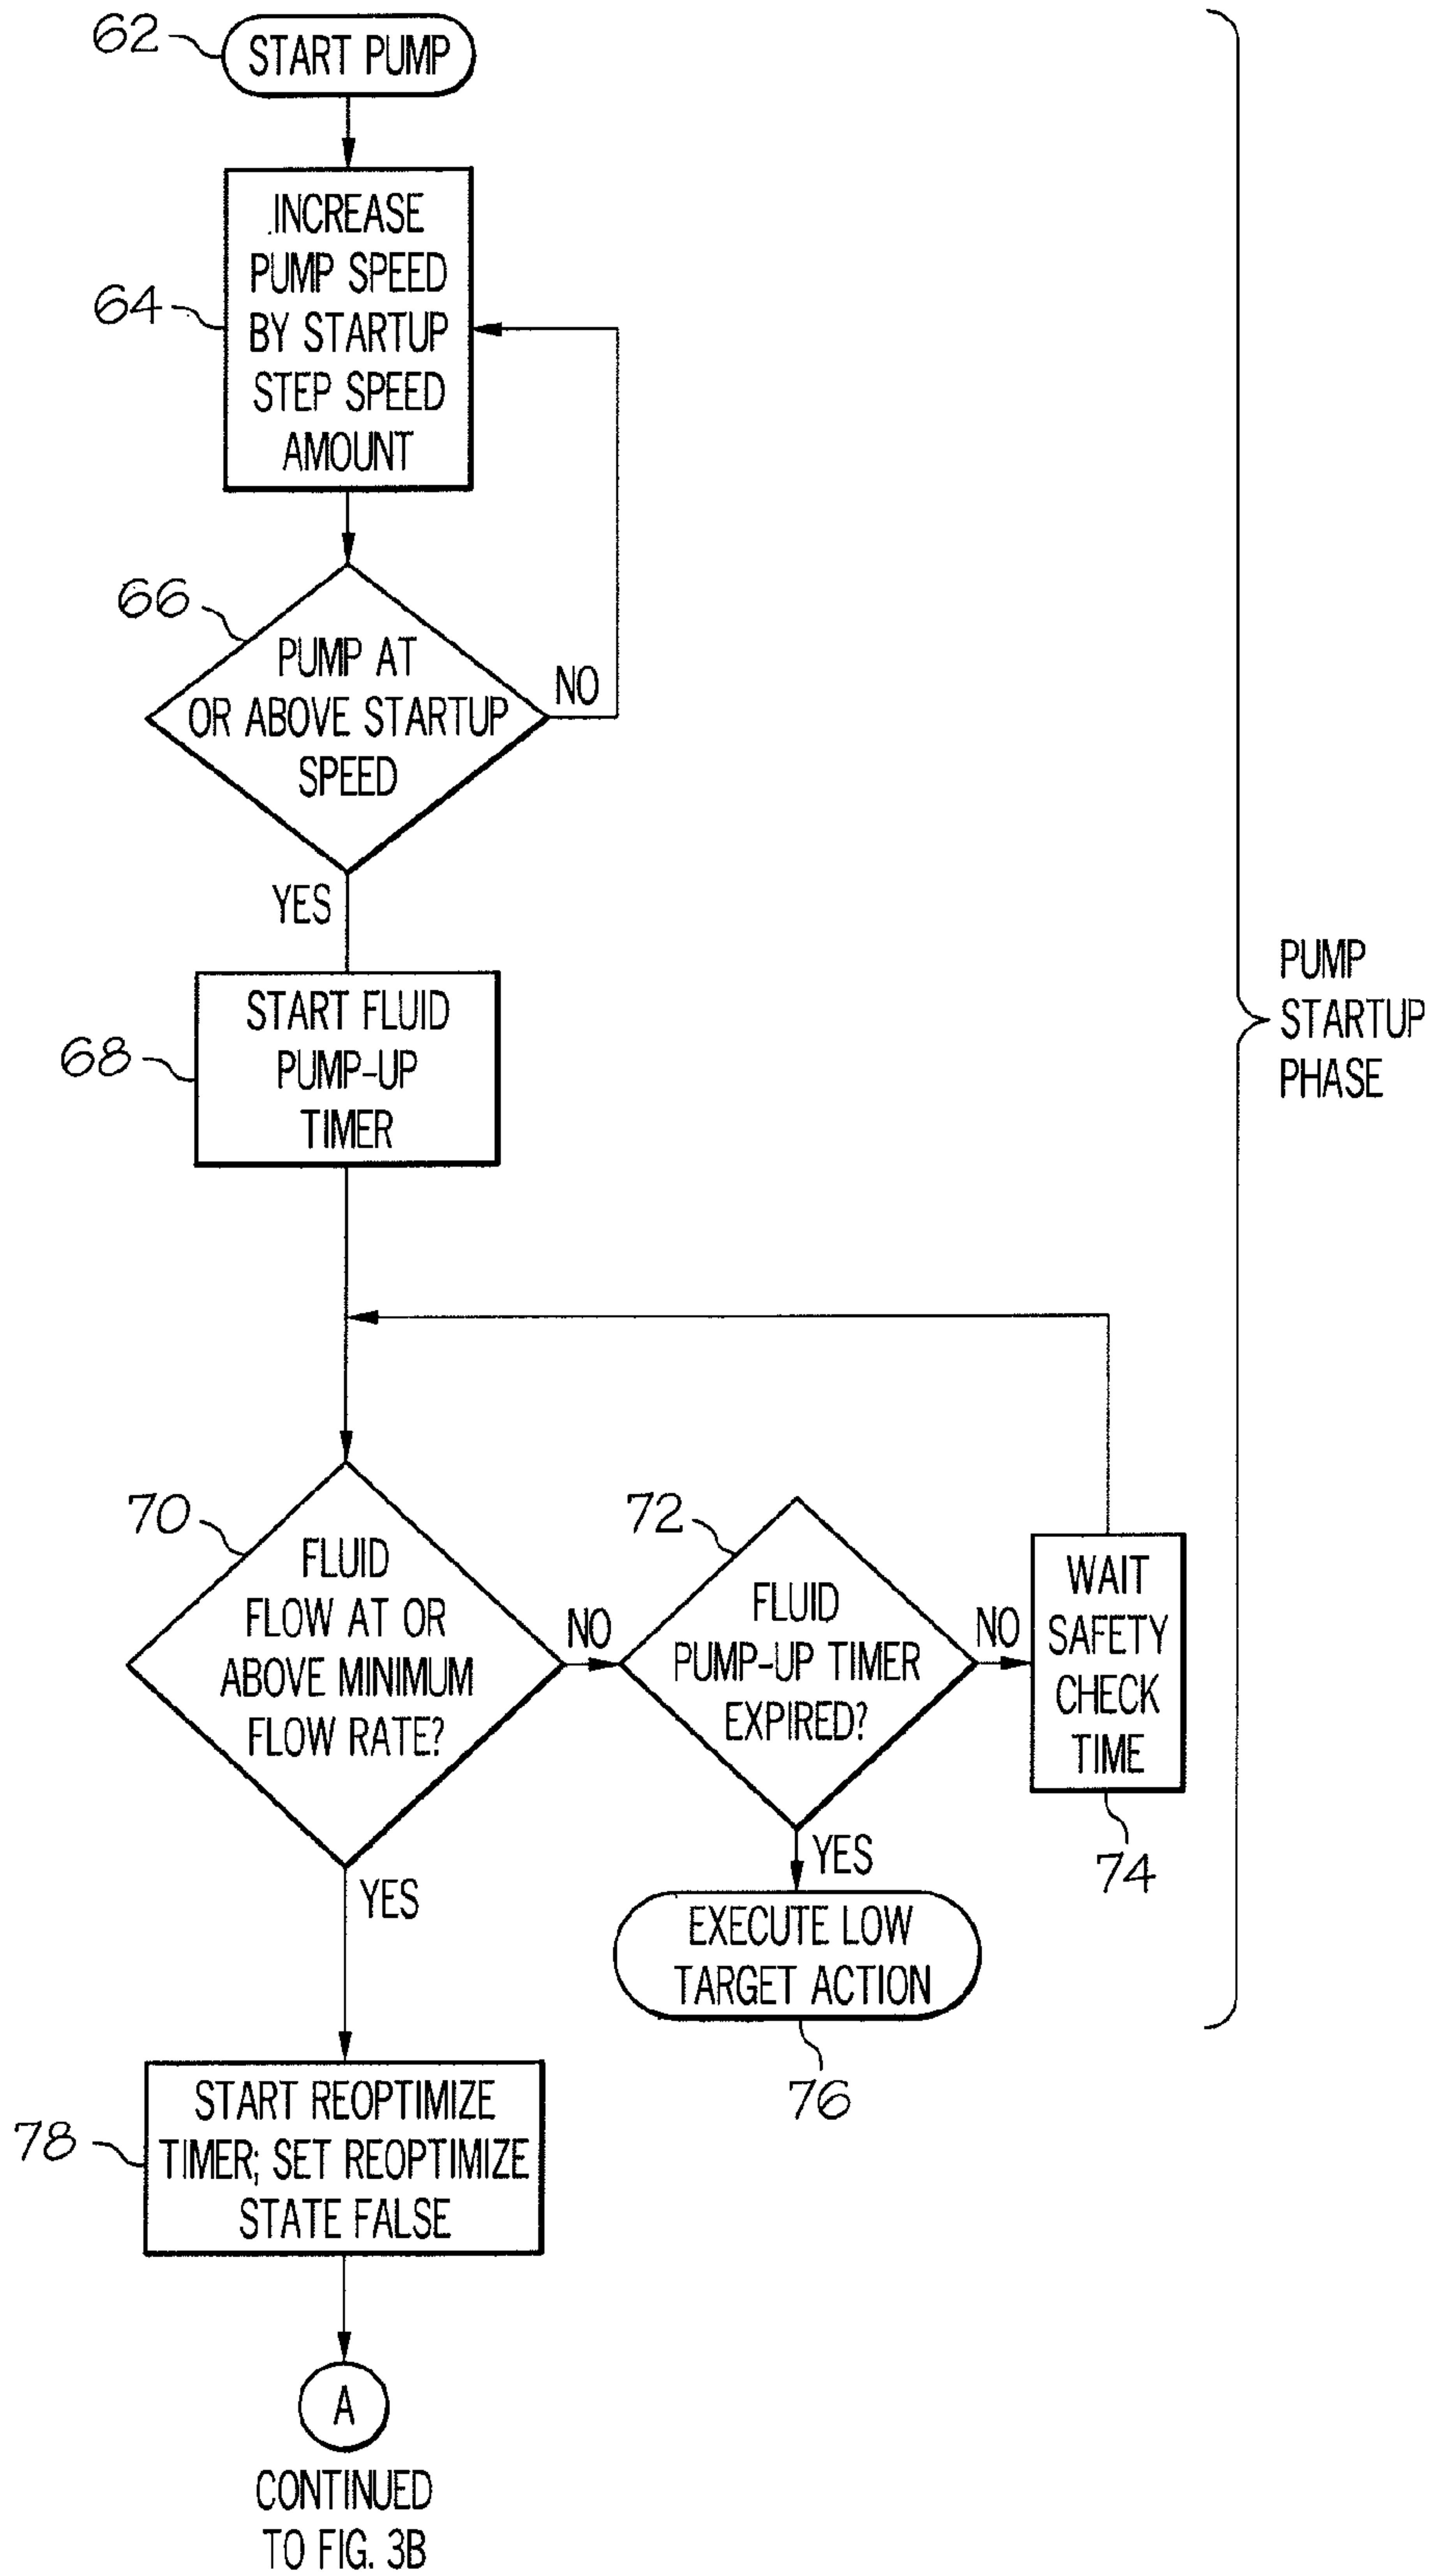 62
START PUMP
64
INCREASE
PUMP SPEED
BY STARTUP
STEP SPEED
AMOUNT
66
PUMP AT
OR ABOVE STARTUP
SPEED
NO
YES
68
START FLUID
PUMP-UP
TIMER
PUMP
STARTUP
PHASE
70
FLUID
FLOW AT OR
ABOVE MINIMUM
FLOW RATE?
NO
YES
72
FLUID
PUMP-UP TIMER
EXPIRED?
NO
YES
WAIT
SAFETY
CHECK
TIME
74
EXECUTE LOW
TARGET ACTION
76
78
START REOPTIMIZE
TIMER; SET REOPTIMIZE
STATE FALSE
A
CONTINUED
TO FIG. 3B